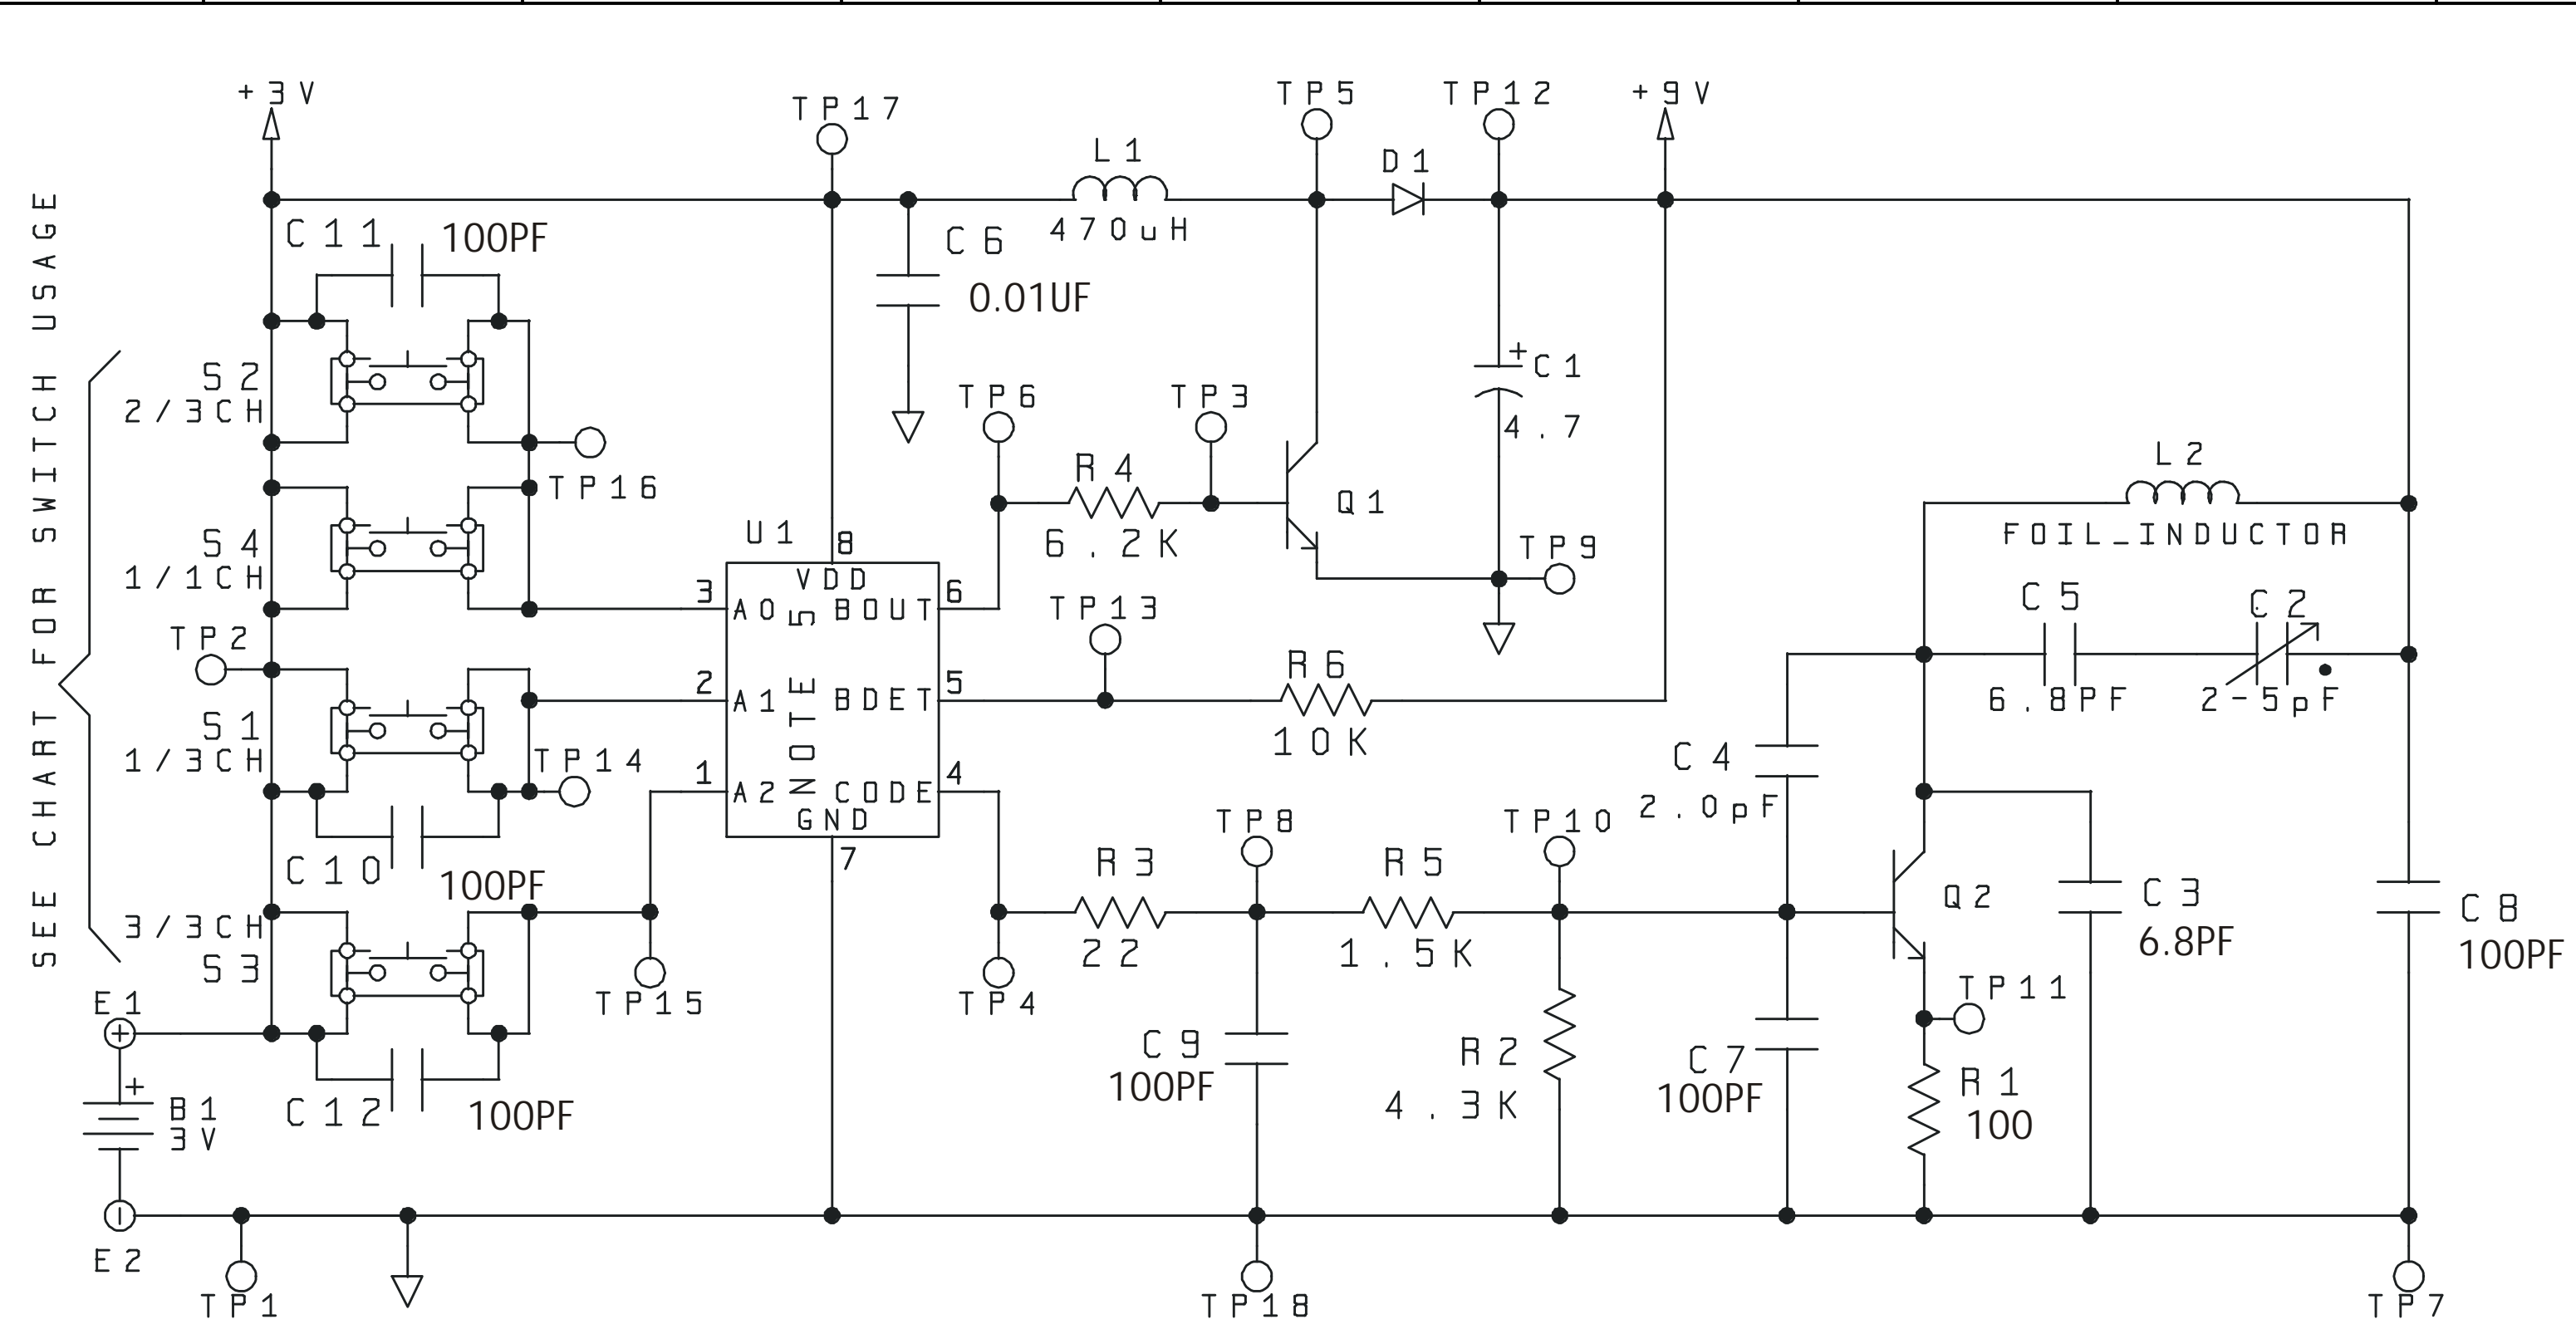 +3V
TP17
TP5
TP12
+9V
L1
D1
470uH
C11
100PF
C6
0.01UF
SEE CHART FOR SWITCH USAGE
S2
2/3CH
TP16
TP6
TP3
+
C1
4.7
R4
6.2K
Q1
TP9
L2
FOIL_INDUCTOR
S4
1/1CH
U1
8
VDD
3
A0
5
BOUT
6
TP2
TP13
R6
10K
C5
6.8PF
C2
2-5pF
S1
1/3CH
TP14
2
A1
NOTE
BDET
5
1
A2
CODE
4
GND
7
C10
100PF
C4
2.0pF
TP8
TP10
R3
22
R5
1.5K
Q2
C3
6.8PF
C8
100PF
3/3CH
S3
TP15
TP4
TP11
E1
+
+
B1
3V
C12
100PF
C9
100PF
R2
4.3K
C7
100PF
R1
100
E2
TP1
TP18
TP7